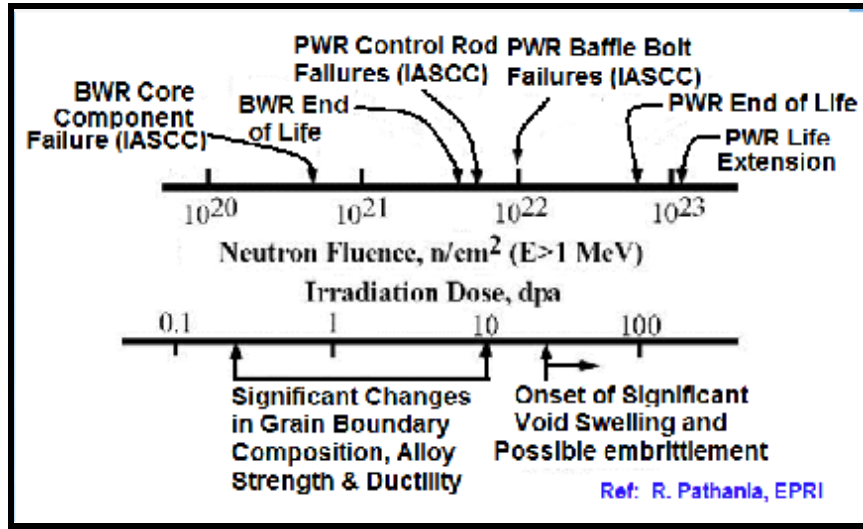 BWR Core
Component
Failure (IASCC)
BWR End
of Life
PWR Control Rod
Failures (IASCC)
PWR Baffle Bolt
Failures (IASCC)
PWR End of Life
PWR Life
Extension
10^20 10^21 10^22 10^23
Neutron Fluence, n/cm² (E>1 MeV)
Irradiation Dose, dpa
0.1 1 10 100
Significant Changes
in Grain Boundary
Composition, Alloy
Strength & Ductility
Onset of Significant
Void Swelling and
Possible embrittlement
Ref: R. Pathania, EPRI